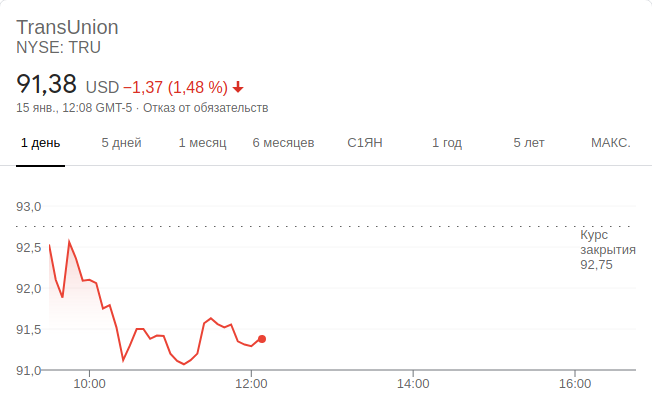 TransUnion
NYSE: TRU
91,38 USD −1,37 (1,48 %)
15 янв., 12:08 GMT-5 · Отказ от обязательств
1 день 5 дней 1 месяц 6 месяцев С1ЯН 1 год 5 лет МАКС.
93,0
Курс
закрытия
92,75
92,5
92,0
91,5
91,0
10:00 12:00 14:00 16:00